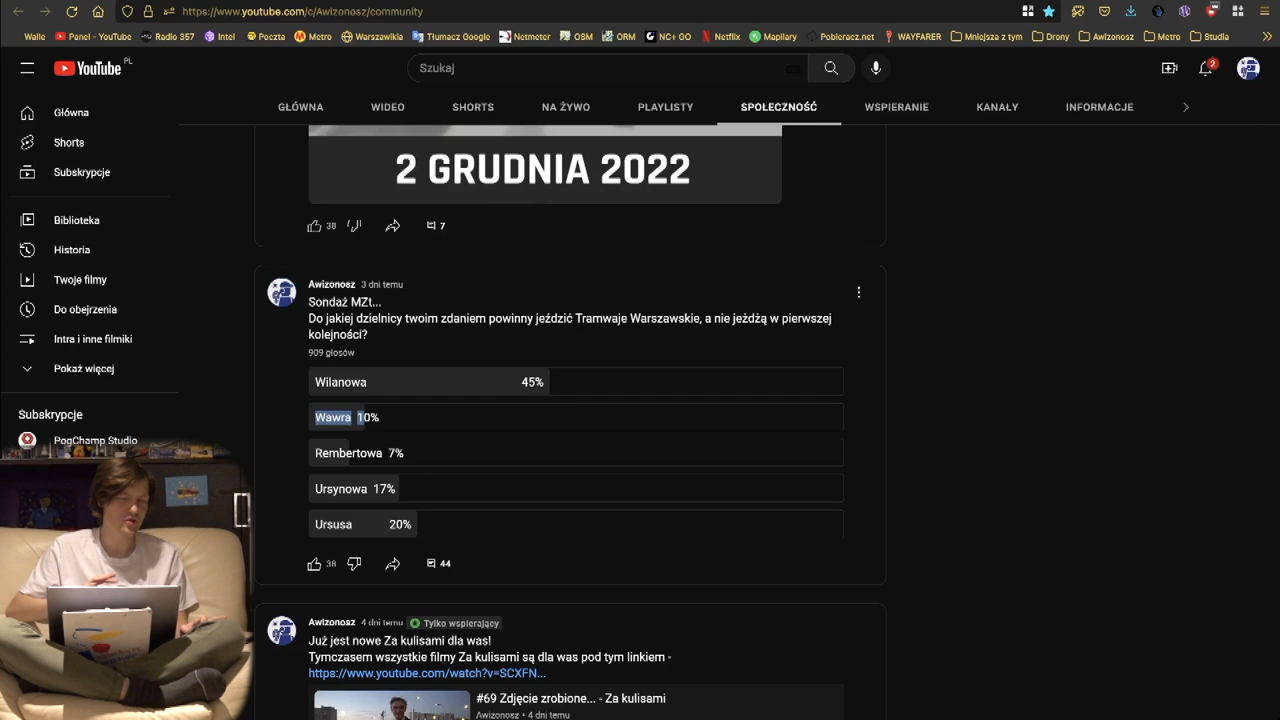 https://www.youtube.com/c/Awizonosz/community
Walle Panel - YouTube Radio 357 Intel Poczta Metro Warszawikia Tłumacz Google Netmeter OSM ORM NC+ GO Netflix Mapillary Pobieracz.net WAYFARER Mniejsza z tym Drony Awizonosz Metro Studia
YouTube PL
Szukaj
2
GŁÓWNA WIDEO SHORTS NA ŻYWO PLAYLISTY SPOŁECZNOŚĆ WSPIERANIE KANAŁY INFORMACJE
Główna
Shorts
Subskrypcje
Biblioteka
Historia
Twoje filmy
Do obejrzenia
Intra i inne filmiki
Pokaż więcej
Subskrypcje
PogChamp Studio
2 GRUDNIA 2022
38 7
Awizonosz 3 dni temu
Sondaż MZt...
Do jakiej dzielnicy twoim zdaniem powinny jeździć Tramwaje Warszawskie, a nie jeżdżą w pierwszej
kolejności?
909 głosów
Wilanowa 45%
Wawra 10%
Rembertowa 7%
Ursynowa 17%
Ursusa 20%
38 44
Awizonosz 4 dni temu Tylko wspierający
Już jest nowe Za kulisami dla was!
Tymczasem wszystkie filmy Za kulisami są dla was pod tym linkiem -
https://www.youtube.com/watch?v=SCXFN...
#69 Zdjęcie zrobione... - Za kulisami
Awizonosz • 4 dni temu